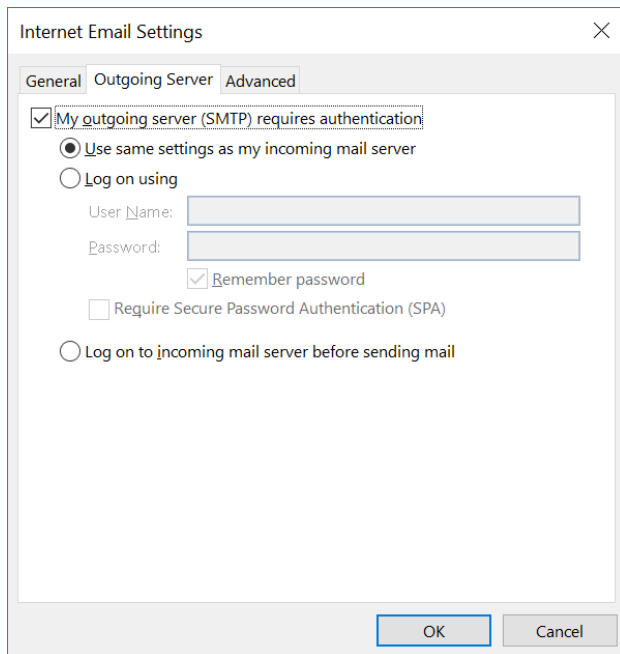 Internet Email Settings
General Outgoing Server Advanced
My outgoing server (SMTP) requires authentication
Use same settings as my incoming mail server
Log on using
User Name:
Password:
Remember password
Require Secure Password Authentication (SPA)
Log on to incoming mail server before sending mail
OK Cancel